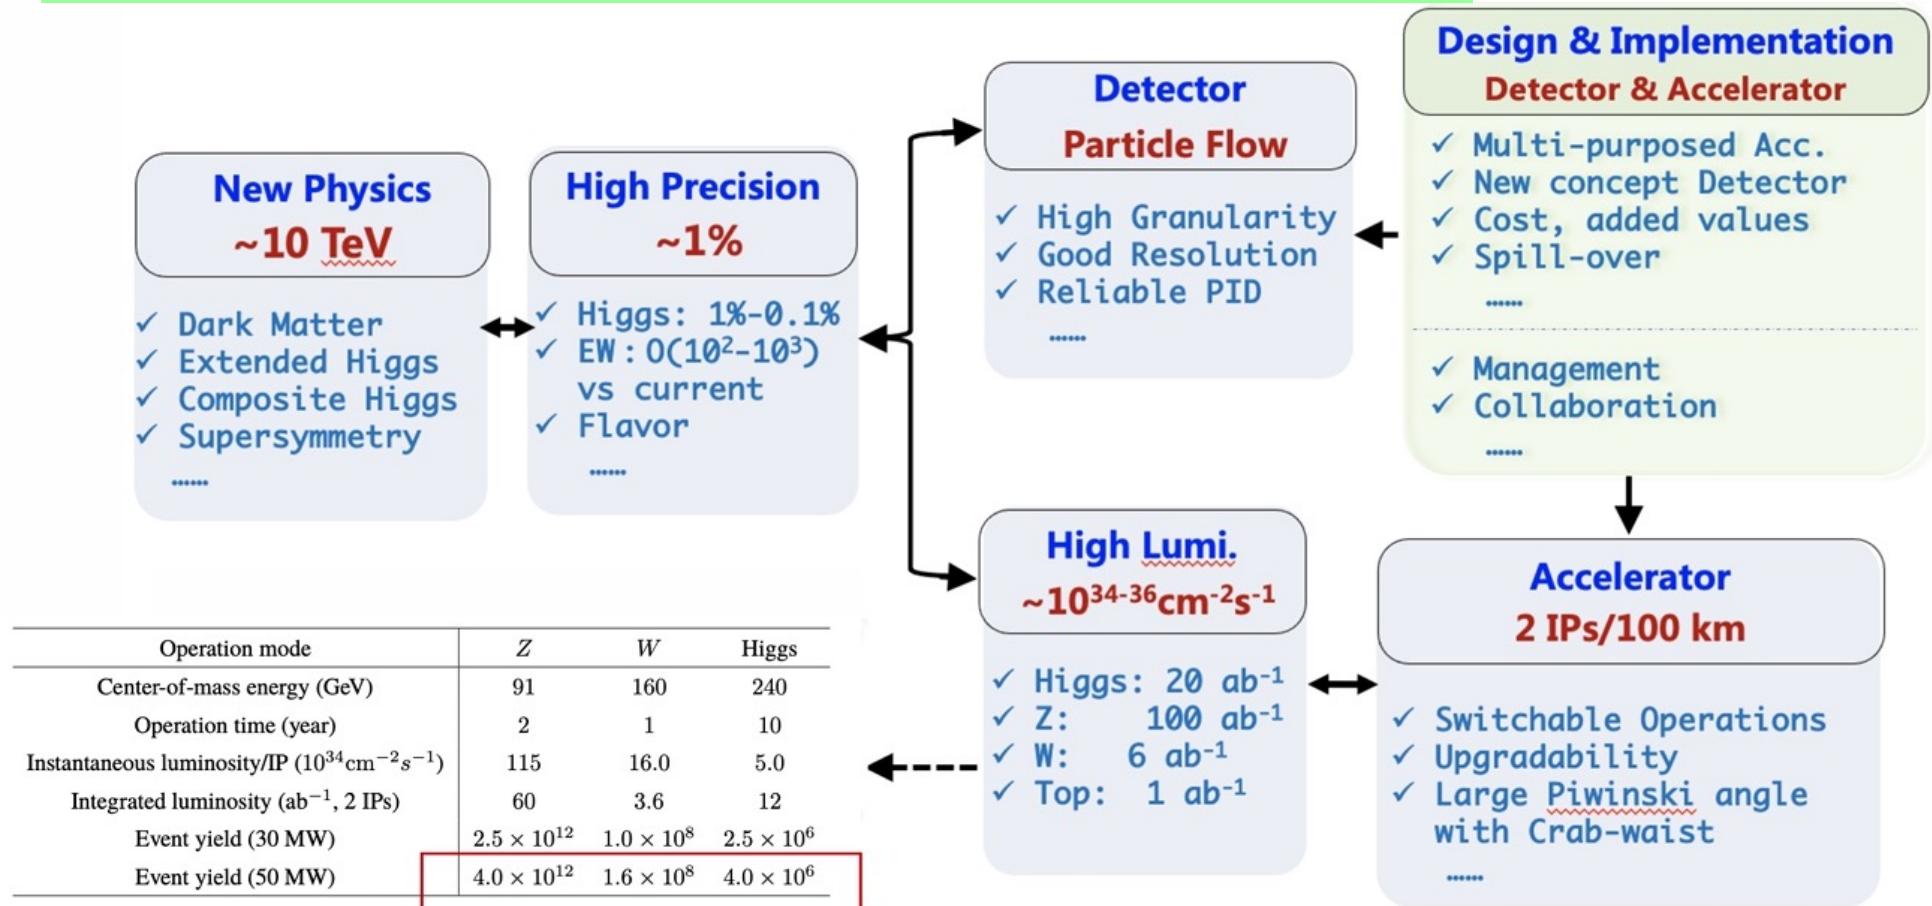 New Physics
~10 TeV
✓ Dark Matter
✓ Extended Higgs
✓ Composite Higgs
✓ Supersymmetry
……
High Precision
~1%
✓ Higgs: 1%-0.1%
✓ EW: O(10²-10³)
vs current
✓ Flavor
……
Detector
Particle Flow
✓ High Granularity
✓ Good Resolution
✓ Reliable PID
……
Design & Implementation
Detector & Accelerator
✓ Multi-purposed Acc.
✓ New concept Detector
✓ Cost, added values
✓ Spill-over
……
✓ Management
✓ Collaboration
……
High Lumi.
~10³⁴⁻³⁶cm⁻²s⁻¹
✓ Higgs: 20 ab⁻¹
✓ Z: 100 ab⁻¹
✓ W: 6 ab⁻¹
✓ Top: 1 ab⁻¹
Accelerator
2 IPs/100 km
✓ Switchable Operations
✓ Upgradability
✓ Large Piwinski angle
with Crab-waist
……
Operation mode Z W Higgs
Center-of-mass energy (GeV) 91 160 240
Operation time (year) 2 1 10
Instantaneous luminosity/IP (10³⁴cm⁻²s⁻¹) 115 16.0 5.0
Integrated luminosity (ab⁻¹, 2 IPs) 60 3.6 12
Event yield (30 MW) 2.5 × 10¹² 1.0 × 10⁸ 2.5 × 10⁶
Event yield (50 MW) 4.0 × 10¹² 1.6 × 10⁸ 4.0 × 10⁶